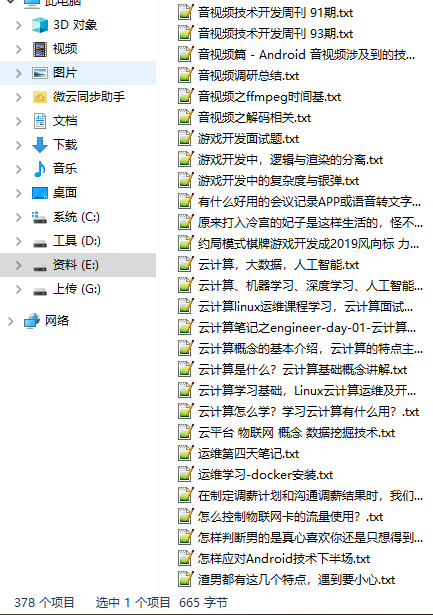 此电脑
3D 对象
视频
图片
微云同步助手
文档
下载
音乐
桌面
系统 (C:)
工具 (D:)
资料 (E:)
上传 (G:)
网络
音视频技术开发周刊 91期.txt
音视频技术开发周刊 93期.txt
音视频篇 - Android 音视频涉及到的技...
音视频调研总结.txt
音视频之ffmpeg时间基.txt
音视频之解码相关.txt
游戏开发面试题.txt
游戏开发中，逻辑与渲染的分离.txt
游戏开发中的复杂度与银弹.txt
有什么好用的会议记录APP或语音转文字...
原来打入冷宫的妃子是这样生活的，怪不...
约局模式棋牌游戏开发成2019风向标 力...
云计算，大数据，人工智能.txt
云计算、机器学习、深度学习、人工智能...
云计算linux运维课程学习，云计算面试...
云计算笔记之engineer-day-01-云计算...
云计算概念的基本介绍，云计算的特点主...
云计算是什么？云计算基础概念讲解.txt
云计算学习基础，Linux云计算运维及开...
云计算怎么学？学习云计算有什么用？.txt
云平台 物联网 概念 数据挖掘技术.txt
运维第四天笔记.txt
运维学习-docker安装.txt
在制定调薪计划和沟通调薪结果时，我们...
怎么控制物联网卡的流量使用？.txt
怎样判断男的是真心喜欢你还是只想得到...
怎样应对Android技术下半场.txt
渣男都有这几个特点，遇到要小心.txt
378 个项目 选中 1 个项目 665 字节